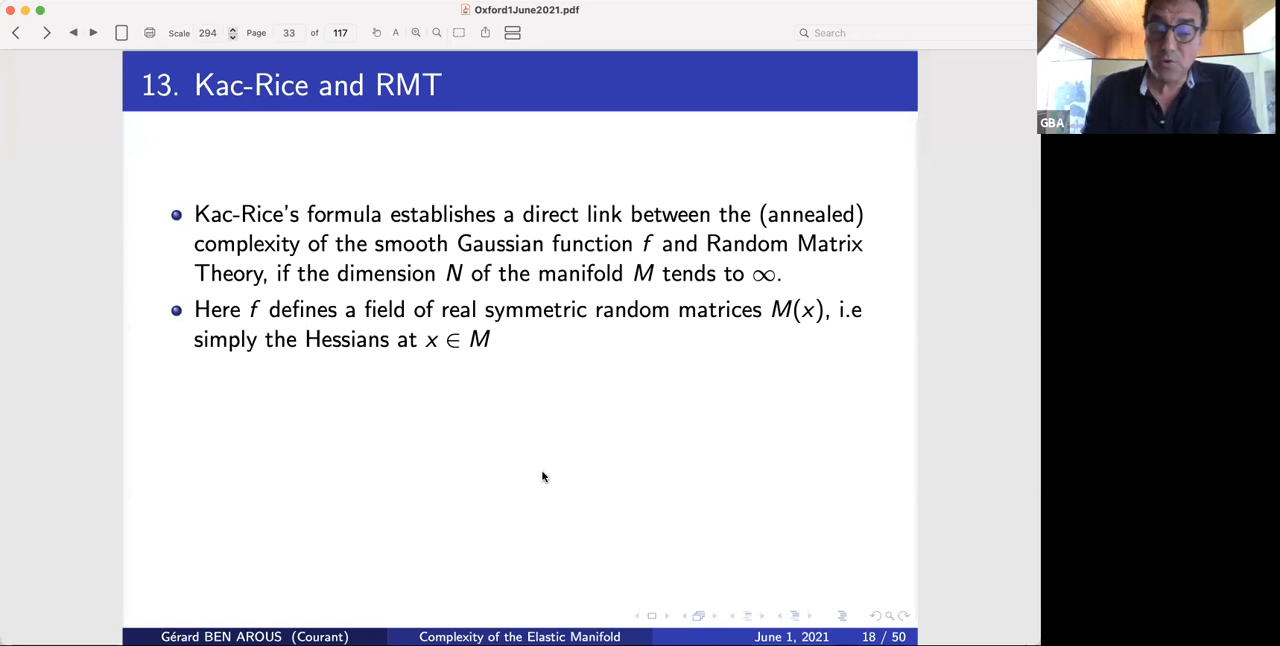 Oxford1June2021.pdf
Scale 294 Page 33 of 117 A Search
GBA
13. Kac-Rice and RMT
Kac-Rice's formula establishes a direct link between the (annealed)
complexity of the smooth Gaussian function f and Random Matrix
Theory, if the dimension N of the manifold M tends to ∞.
Here f defines a field of real symmetric random matrices M(x), i.e
simply the Hessians at x ∈ M
Gérard BEN AROUS (Courant) Complexity of the Elastic Manifold June 1, 2021 18 / 50